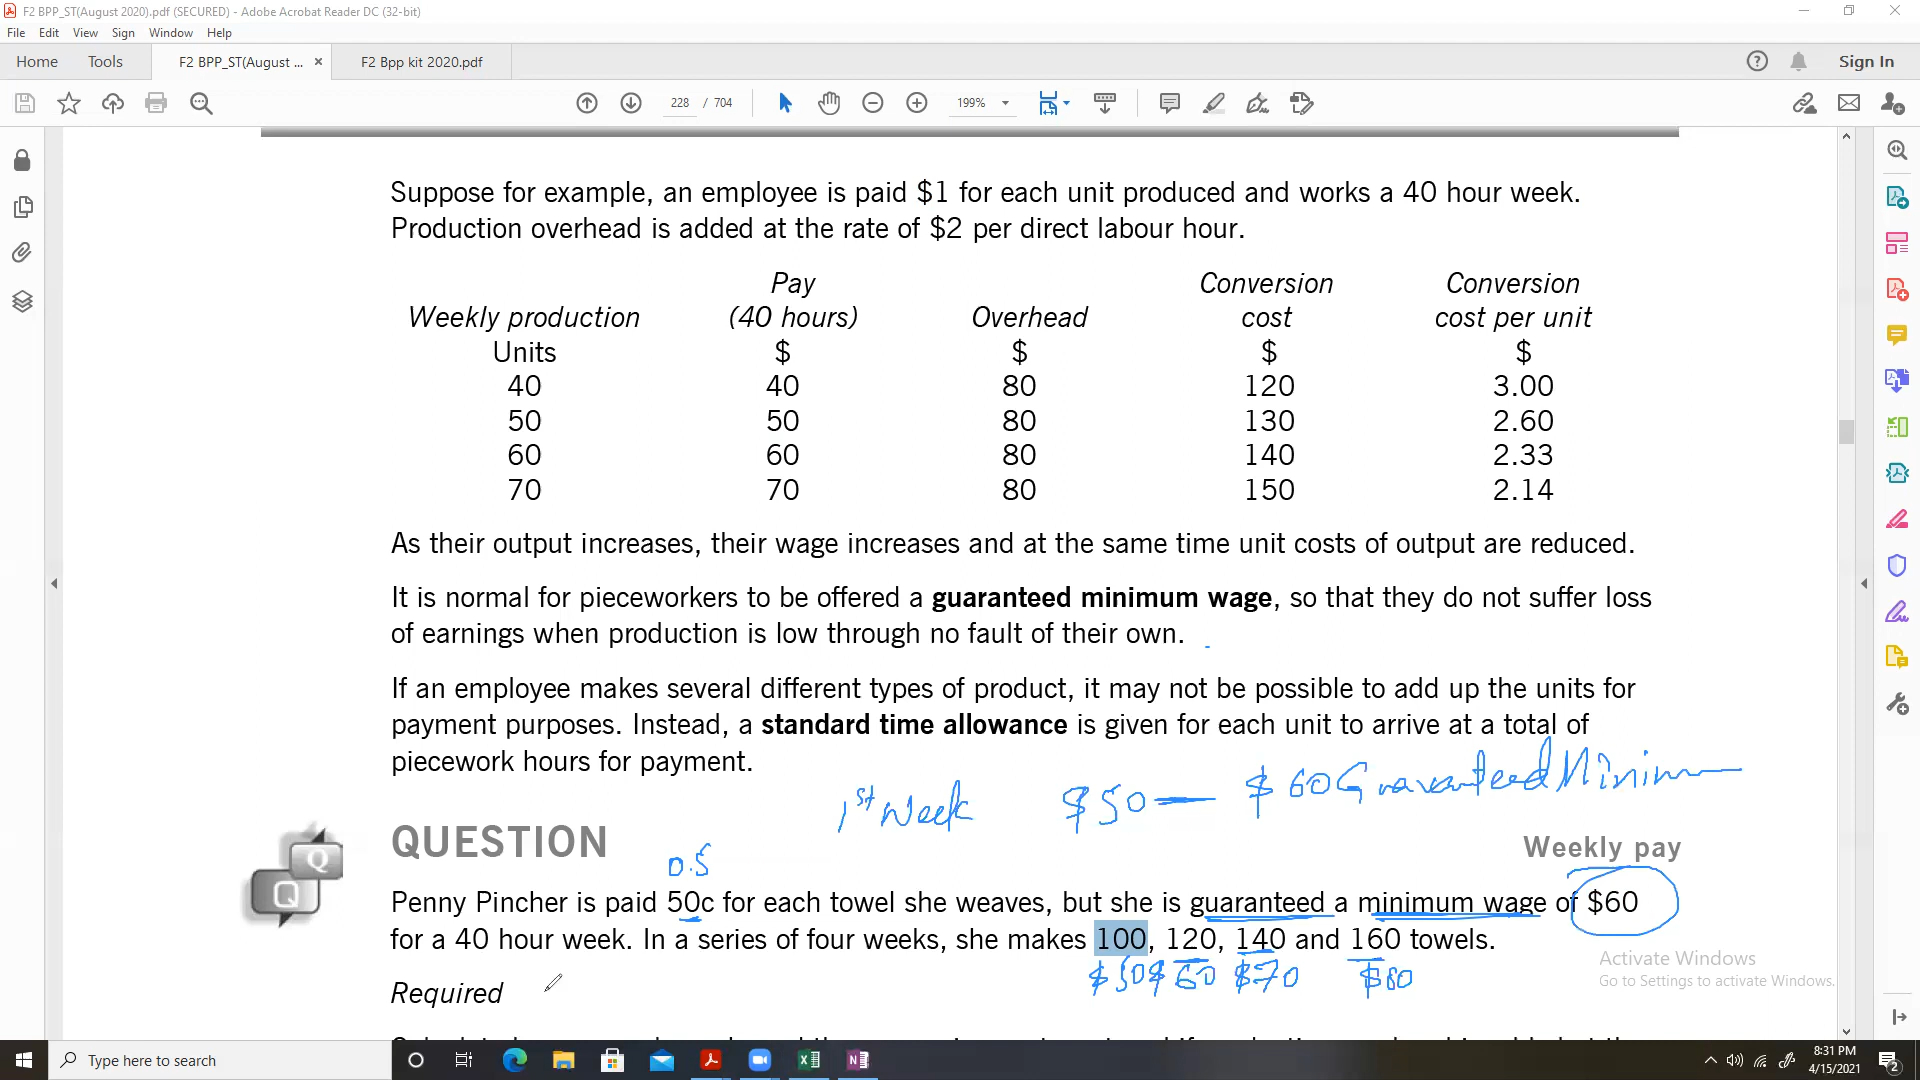 F2 BPP_ST(August 2020).pdf (SECURED) - Adobe Acrobat Reader DC (32-bit)
File Edit View Sign Window Help
Home Tools F2 BPP_ST(August ... × F2 Bpp kit 2020.pdf Sign In
228 / 704 199%
Suppose for example, an employee is paid $1 for each unit produced and works a 40 hour week.
Production overhead is added at the rate of $2 per direct labour hour.
Pay Conversion Conversion
Weekly production (40 hours) Overhead cost cost per unit
Units $ $ $ $
40 40 80 120 3.00
50 50 80 130 2.60
60 60 80 140 2.33
70 70 80 150 2.14
As their output increases, their wage increases and at the same time unit costs of output are reduced.
It is normal for pieceworkers to be offered a guaranteed minimum wage, so that they do not suffer loss
of earnings when production is low through no fault of their own.
If an employee makes several different types of product, it may not be possible to add up the units for
payment purposes. Instead, a standard time allowance is given for each unit to arrive at a total of
piecework hours for payment.
1st Week $50 — $60 Guaranteed Minimum
QUESTION Weekly pay
0.5
Penny Pincher is paid 50c for each towel she weaves, but she is guaranteed a minimum wage of $60
for a 40 hour week. In a series of four weeks, she makes 100, 120, 140 and 160 towels.
$50 $60 $70 $80
Activate Windows
Go to Settings to activate Windows.
Required
Type here to search
8:31 PM
4/15/2021
2